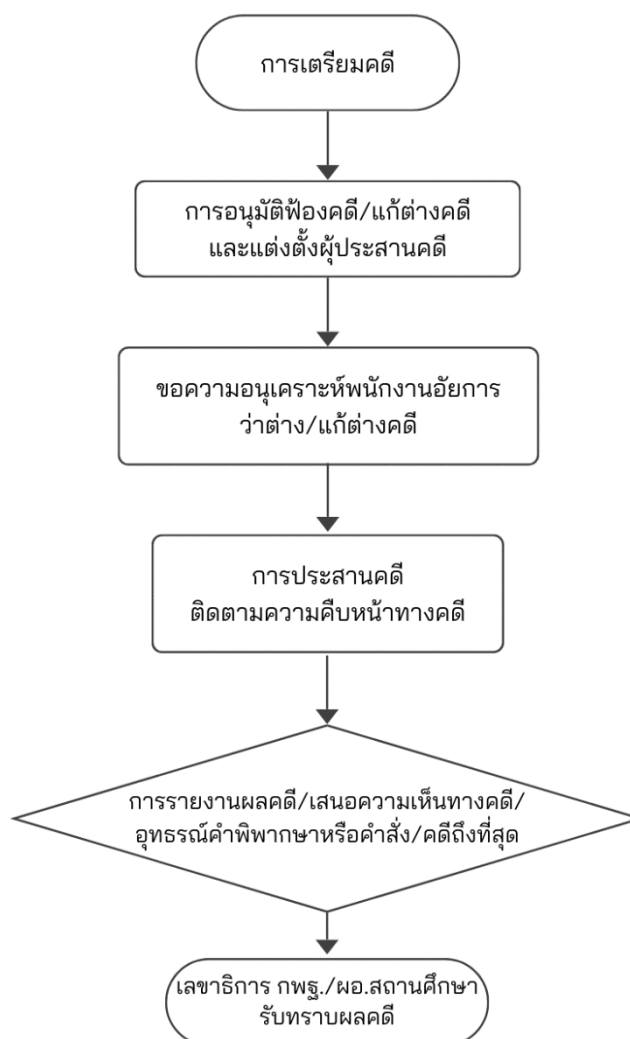 การเตรียมคดี
การอนุมัติฟ้องคดี/แก้ต่างคดี
และแต่งตั้งผุ้ประสานคดี
ขอความอนุเคราะห์พนักงานอัยการ
ว่าต่าง/แก้ต่างคดี
การประสานคดี
ติดตามความคืบหน้าทางคดี
การรายงานผลคดี/เสนอความเห็นทางคดี/
อุทธรณ์คำพิพากษาหรือคำสั่ง/คดีถึงที่สุด
เลขาธิการ กพฐ./ผอ.สถานศึกษา
รับทราบผลคดี